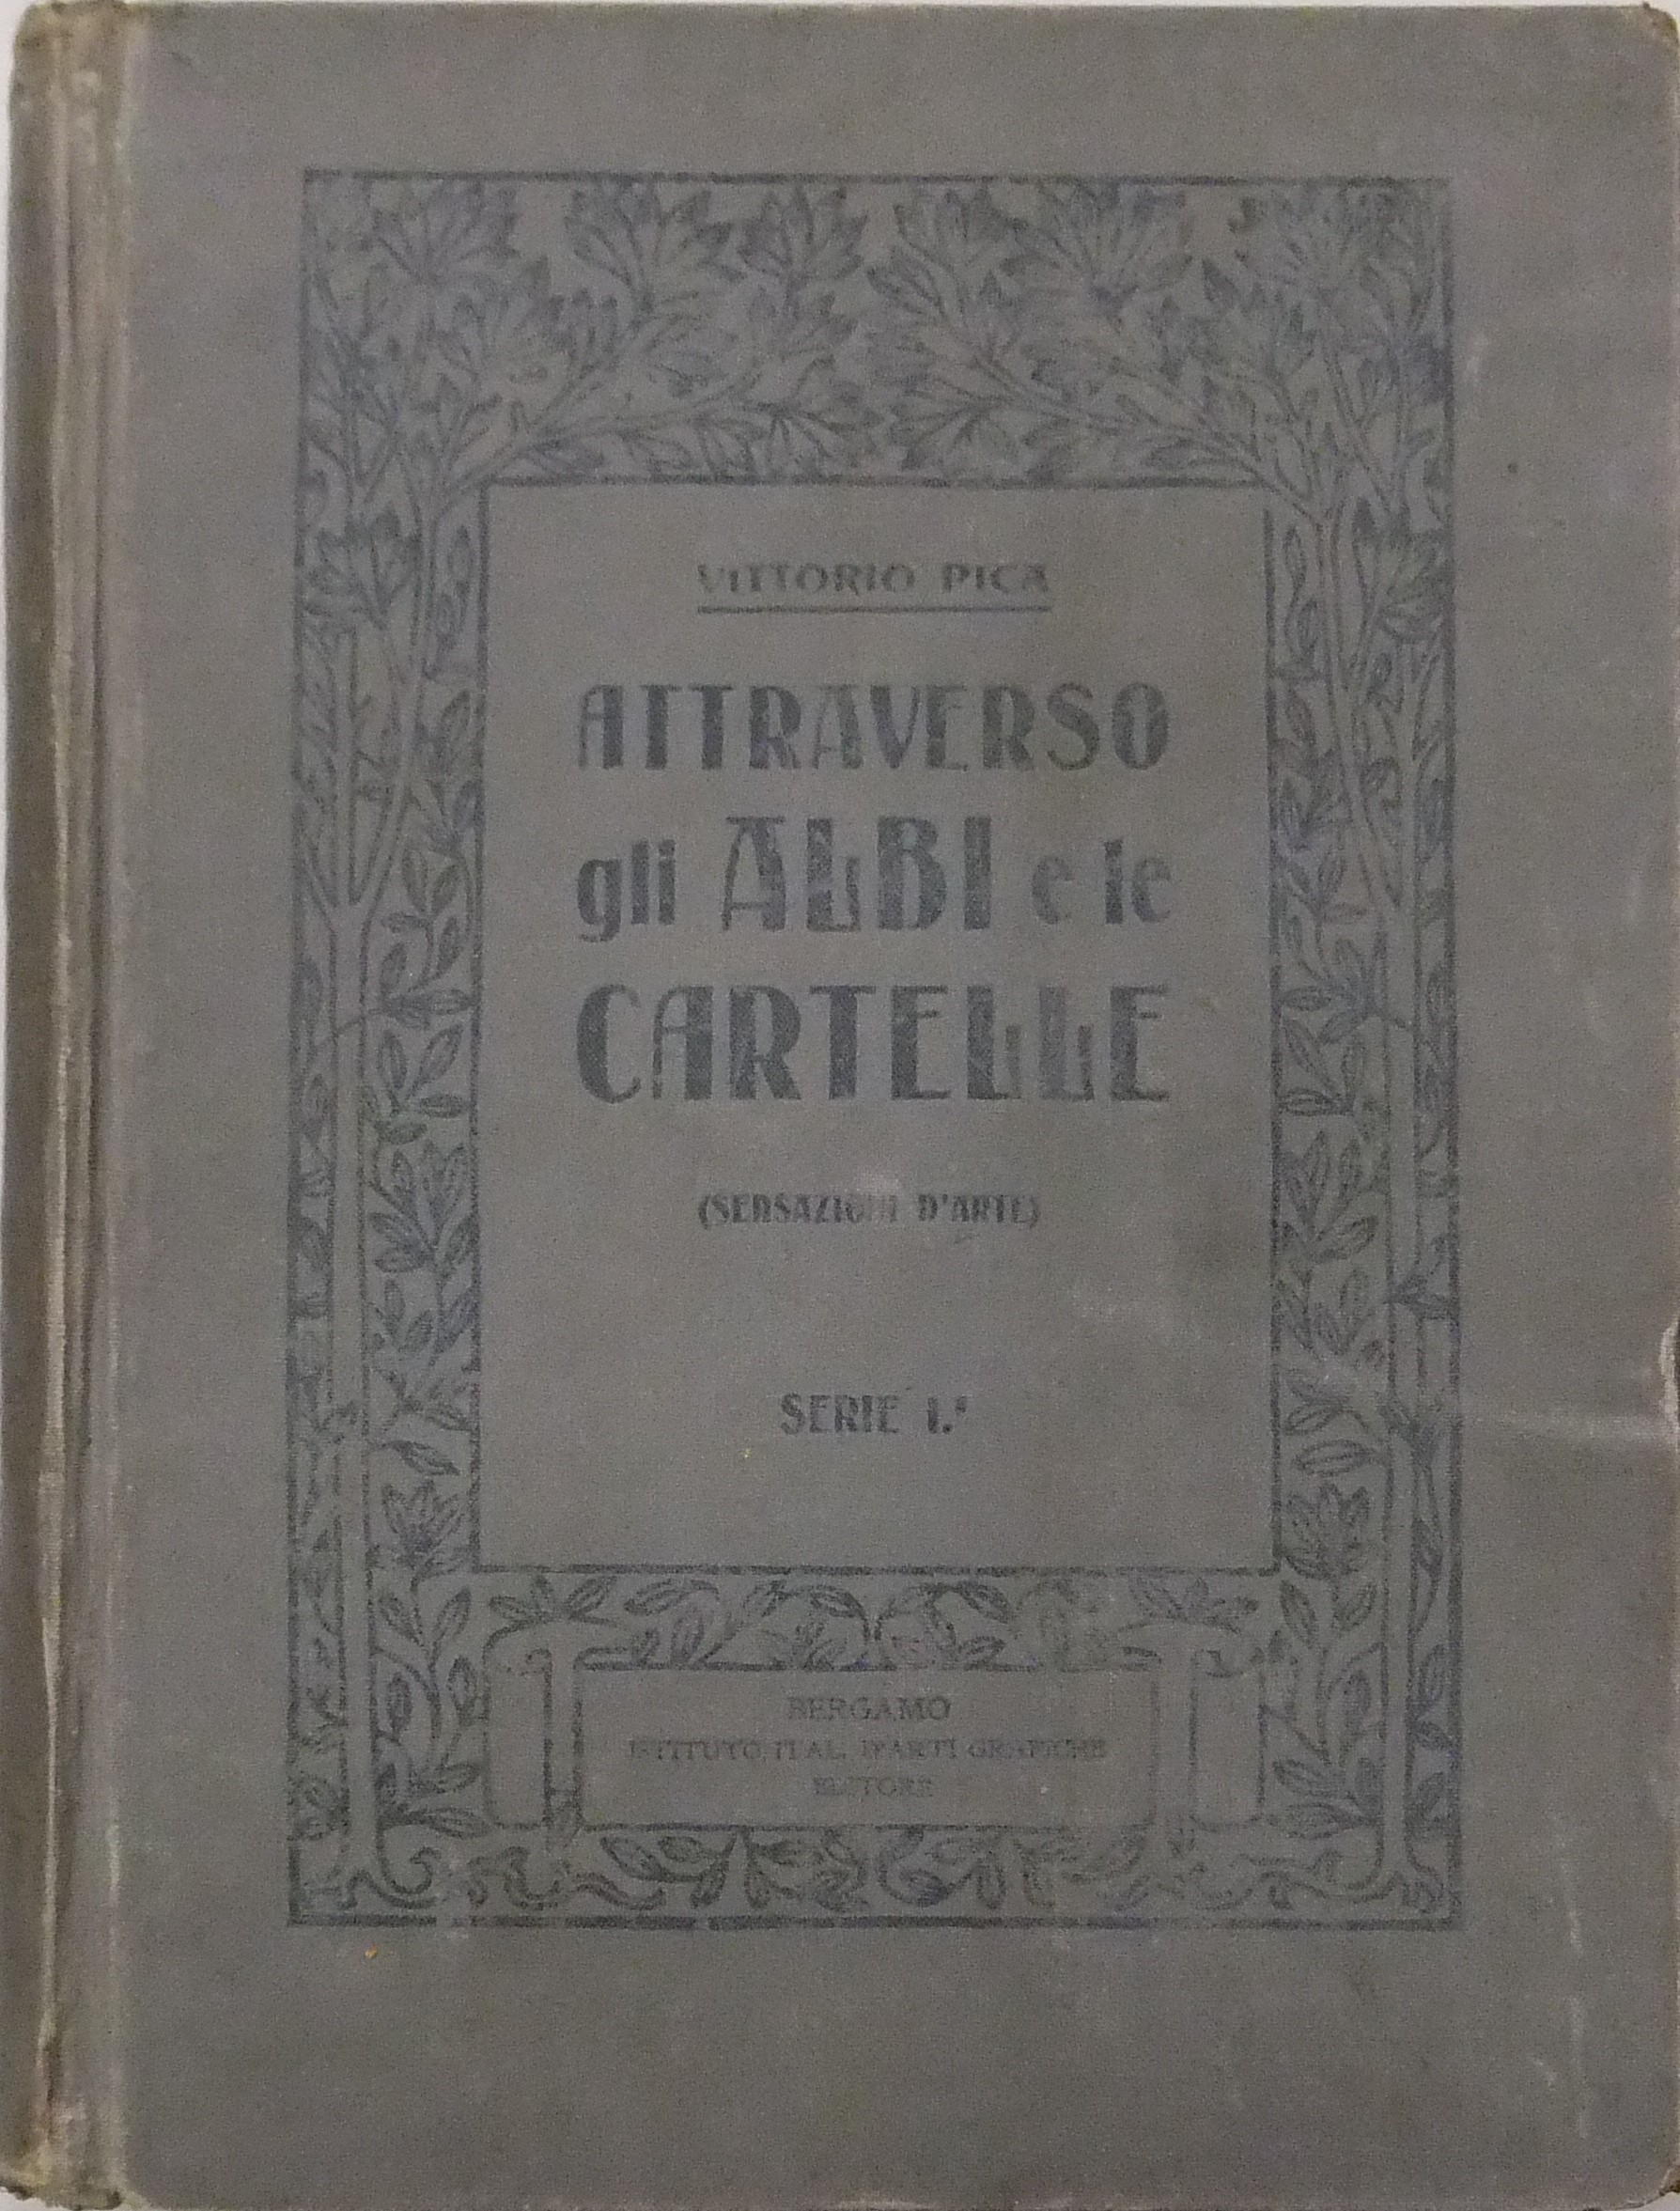 VITTORIO PICA
ATTRAVERSO
gli ALBI e le
CARTELLE
(SENSAZIONI D'ARTE)
SERIE I.ª
BERGAMO
ISTITUTO ITAL. D'ARTI GRAFICHE
EDITORE